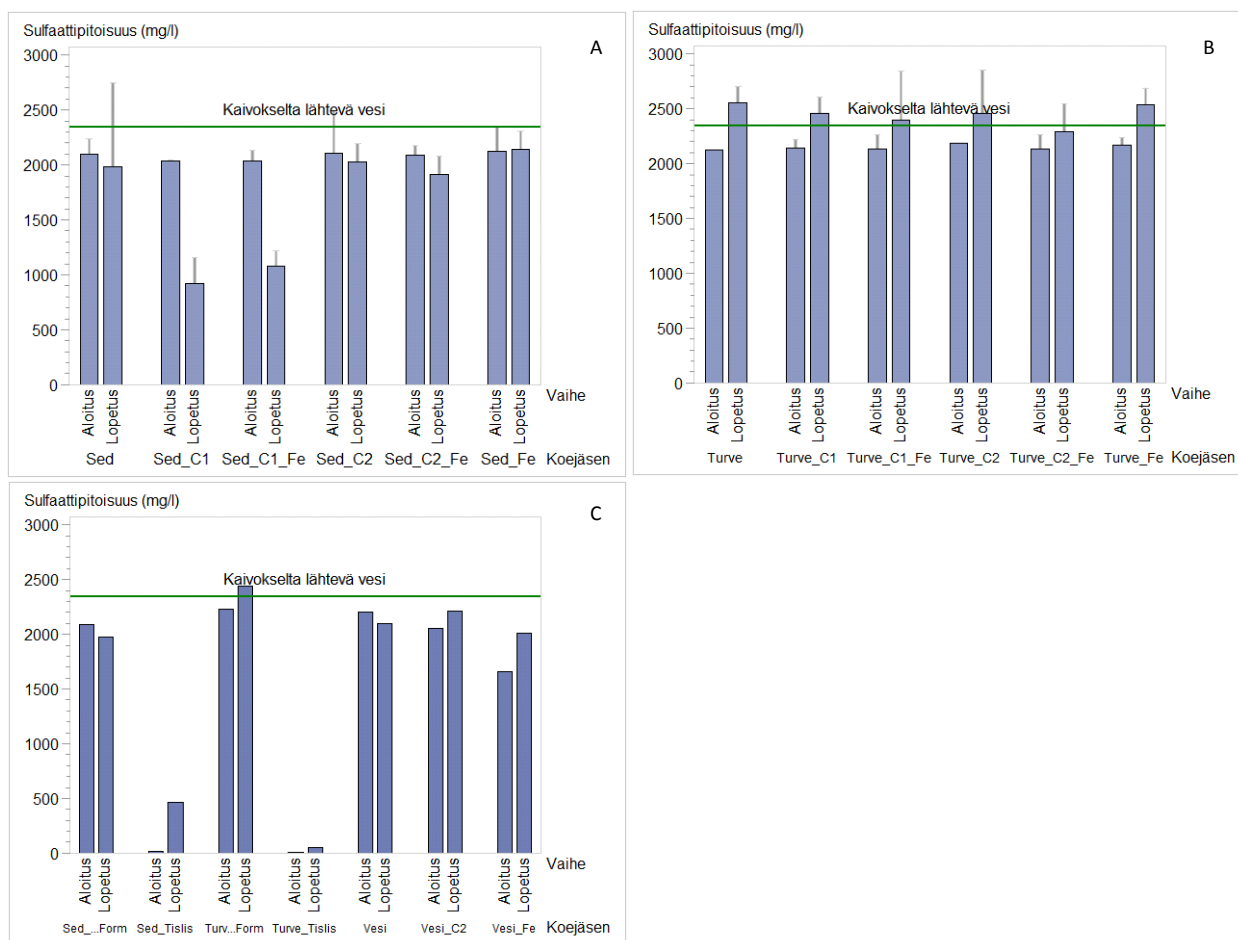 Sulfaattipitoisuus (mg/l)
A
3000
2500
2000
1500
1000
500
0
Kaivokselta lähtevä vesi
Aloitus Lopetus Aloitus Lopetus Aloitus Lopetus Aloitus Lopetus Aloitus Lopetus Aloitus Lopetus
Vaihe
Sed Sed_C1 Sed_C1_Fe Sed_C2 Sed_C2_Fe Sed_Fe Koejäsen
Sulfaattipitoisuus (mg/l)
B
3000
2500
2000
1500
1000
500
0
Kaivokselta lähtevä vesi
Aloitus Lopetus Aloitus Lopetus Aloitus Lopetus Aloitus Lopetus Aloitus Lopetus Aloitus Lopetus
Vaihe
Turve Turve_C1 Turve_C1_Fe Turve_C2 Turve_C2_Fe Turve_Fe Koejäsen
Sulfaattipitoisuus (mg/l)
C
3000
2500
2000
1500
1000
500
0
Kaivokselta lähtevä vesi
Aloitus Lopetus Aloitus Lopetus Aloitus Lopetus Aloitus Lopetus Aloitus Lopetus Aloitus Lopetus Aloitus Lopetus
Vaihe
Sed_...Form Sed_Tislis Turv...Form Turve_Tislis Vesi Vesi_C2 Vesi_Fe Koejäsen